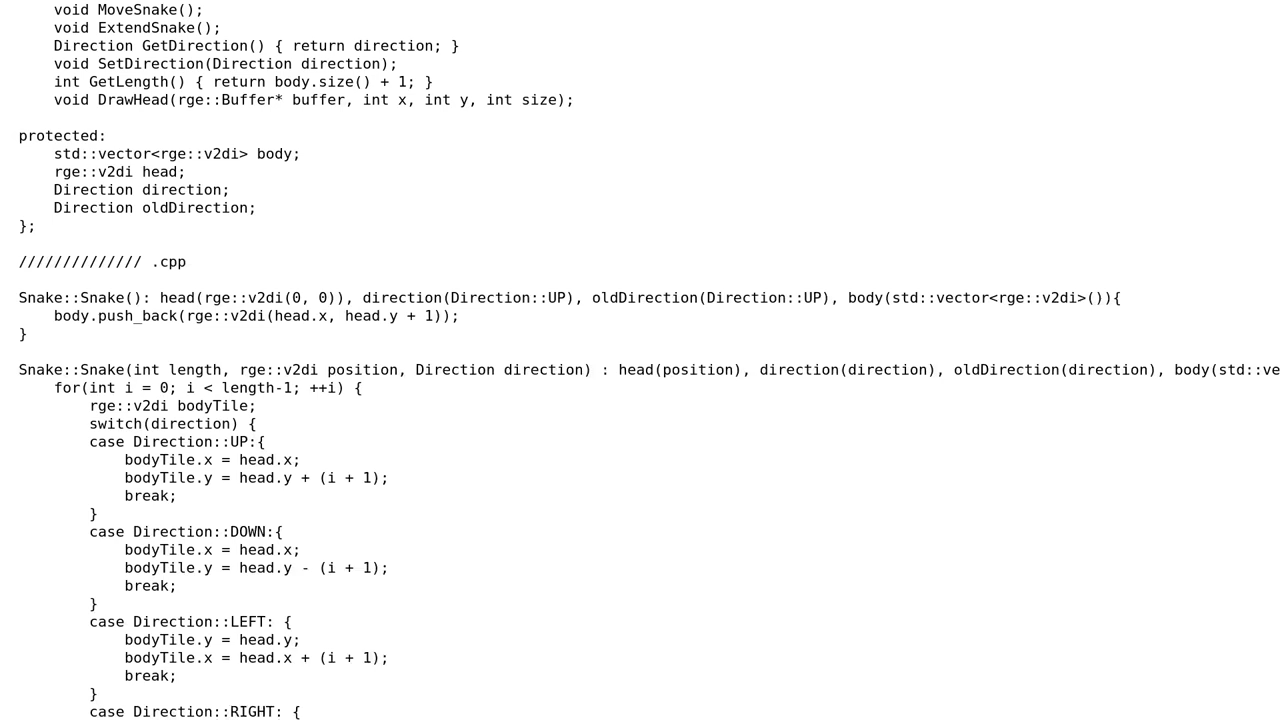 void MoveSnake();
void ExtendSnake();
Direction GetDirection() { return direction; }
void SetDirection(Direction direction);
int GetLength() { return body.size() + 1; }
void DrawHead(rge::Buffer* buffer, int x, int y, int size);
protected:
std::vector<rge::v2di> body;
rge::v2di head;
Direction direction;
Direction oldDirection;
};
////////////// .cpp
Snake::Snake(): head(rge::v2di(0, 0)), direction(Direction::UP), oldDirection(Direction::UP), body(std::vector<rge::v2di>()){
body.push_back(rge::v2di(head.x, head.y + 1));
}
Snake::Snake(int length, rge::v2di position, Direction direction) : head(position), direction(direction), oldDirection(direction), body(std::ve
for(int i = 0; i < length-1; ++i) {
rge::v2di bodyTile;
switch(direction) {
case Direction::UP:{
bodyTile.x = head.x;
bodyTile.y = head.y + (i + 1);
break;
}
case Direction::DOWN:{
bodyTile.x = head.x;
bodyTile.y = head.y - (i + 1);
break;
}
case Direction::LEFT: {
bodyTile.y = head.y;
bodyTile.x = head.x + (i + 1);
break;
}
case Direction::RIGHT: {